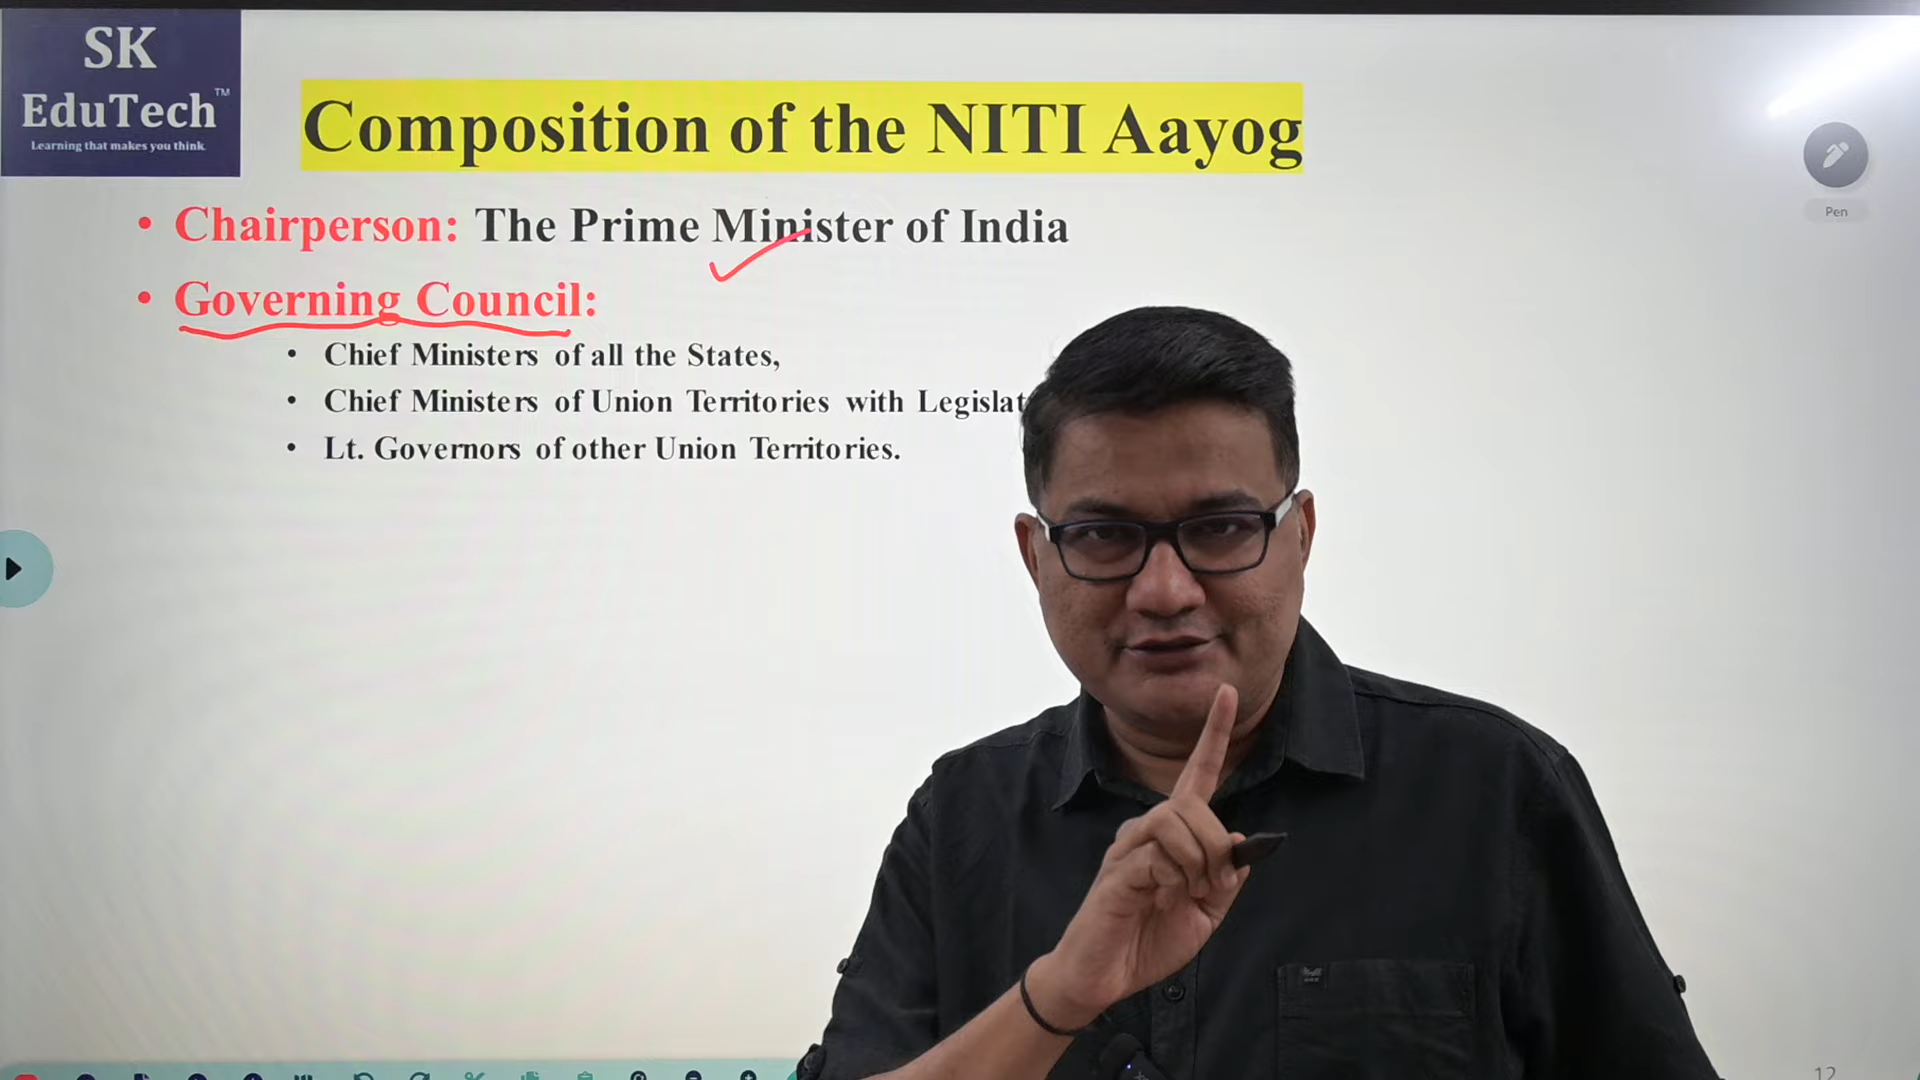 SK
EduTech™
Learning that makes you think.
Composition of the NITI Aayog
Pen
• Chairperson: The Prime Minister of India
• Governing Council:
• Chief Ministers of all the States,
• Chief Ministers of Union Territories with
• Lt. Governors of other Union Territories.
12